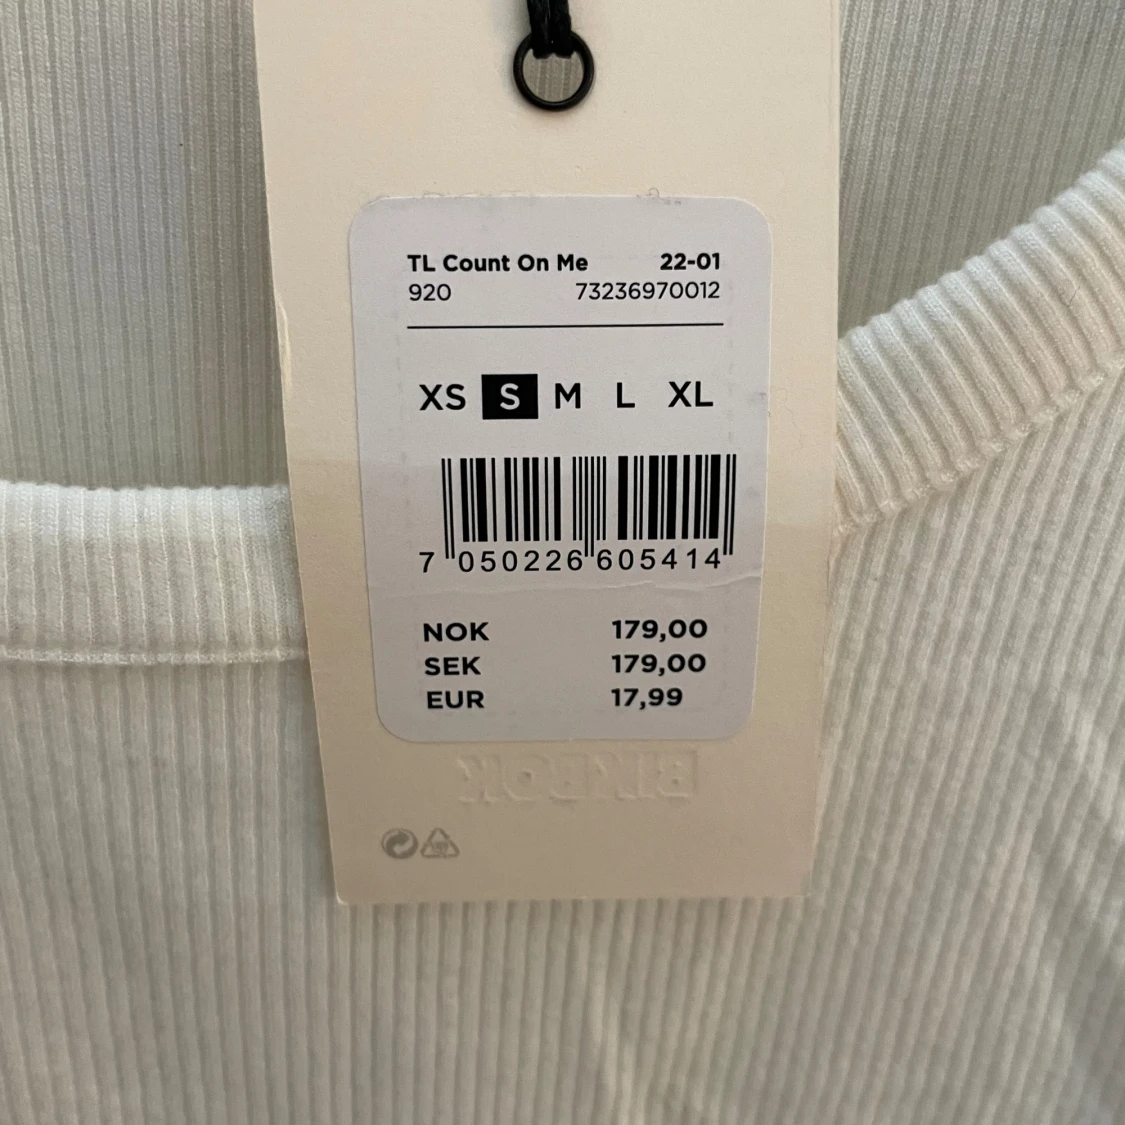 TL Count On Me 22-01
920 73236970012
XS S M L XL
7 050226 605414
NOK 179,00
SEK 179,00
EUR 17,99
BIKBOK